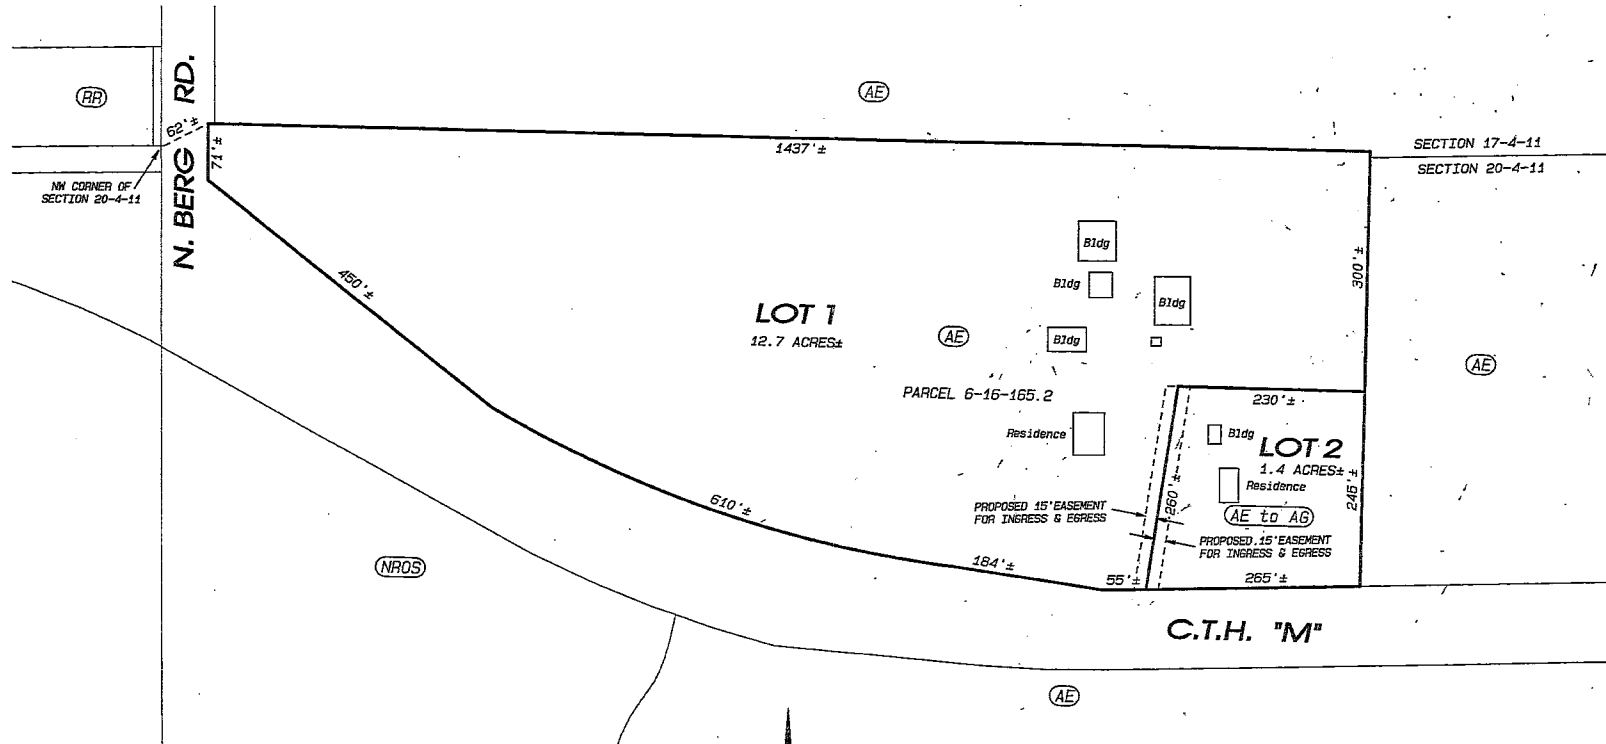 RR
N. BERG RD.
62'±
71'±
NW CORNER OF
SECTION 20-4-11
AE
1437'±
SECTION 17-4-11
SECTION 20-4-11
450'±
300'±
Bldg
Bldg
Bldg
Bldg
LOT 1
12.7 ACRES±
AE
AE
PARCEL 6-16-165.2
230'±
Residence
Bldg
LOT 2
1.4 ACRES±
Residence
246'±
260'±
610'±
PROPOSED 15'EASEMENT
FOR INGRESS & EGRESS
AE to AG
PROPOSED 15'EASEMENT
FOR INGRESS & EGRESS
184'±
55'±
265'±
NROS
C.T.H. "M"
AE